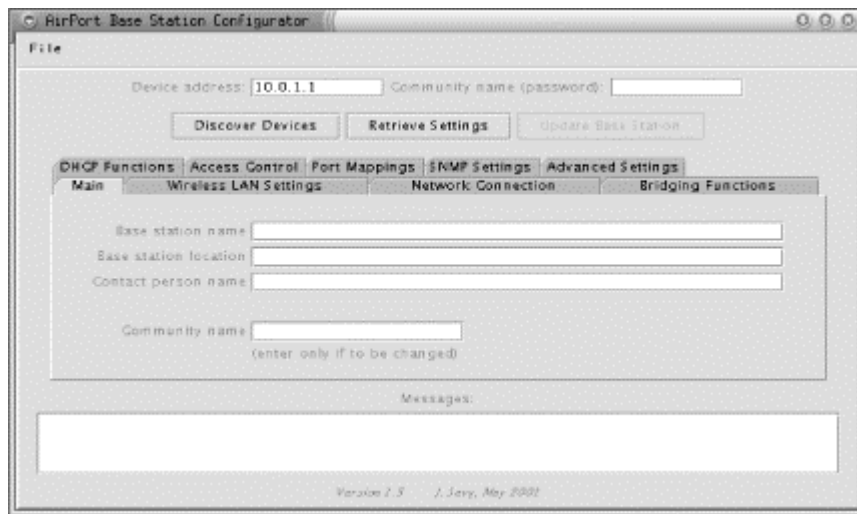 AirPort Base Station Configurator
File
Device address: 10.0.1.1 Community name (password):
Discover Devices Retrieve Settings Update Base Station
DHCP Functions Access Control Port Mappings SNMP Settings Advanced Settings
Main Wireless LAN Settings Network Connection Bridging Functions
Base station name
Base station location
Contact person name
Community name
(enter only if to be changed)
Messages:
Version 1.5 J. Sevy, May 2001